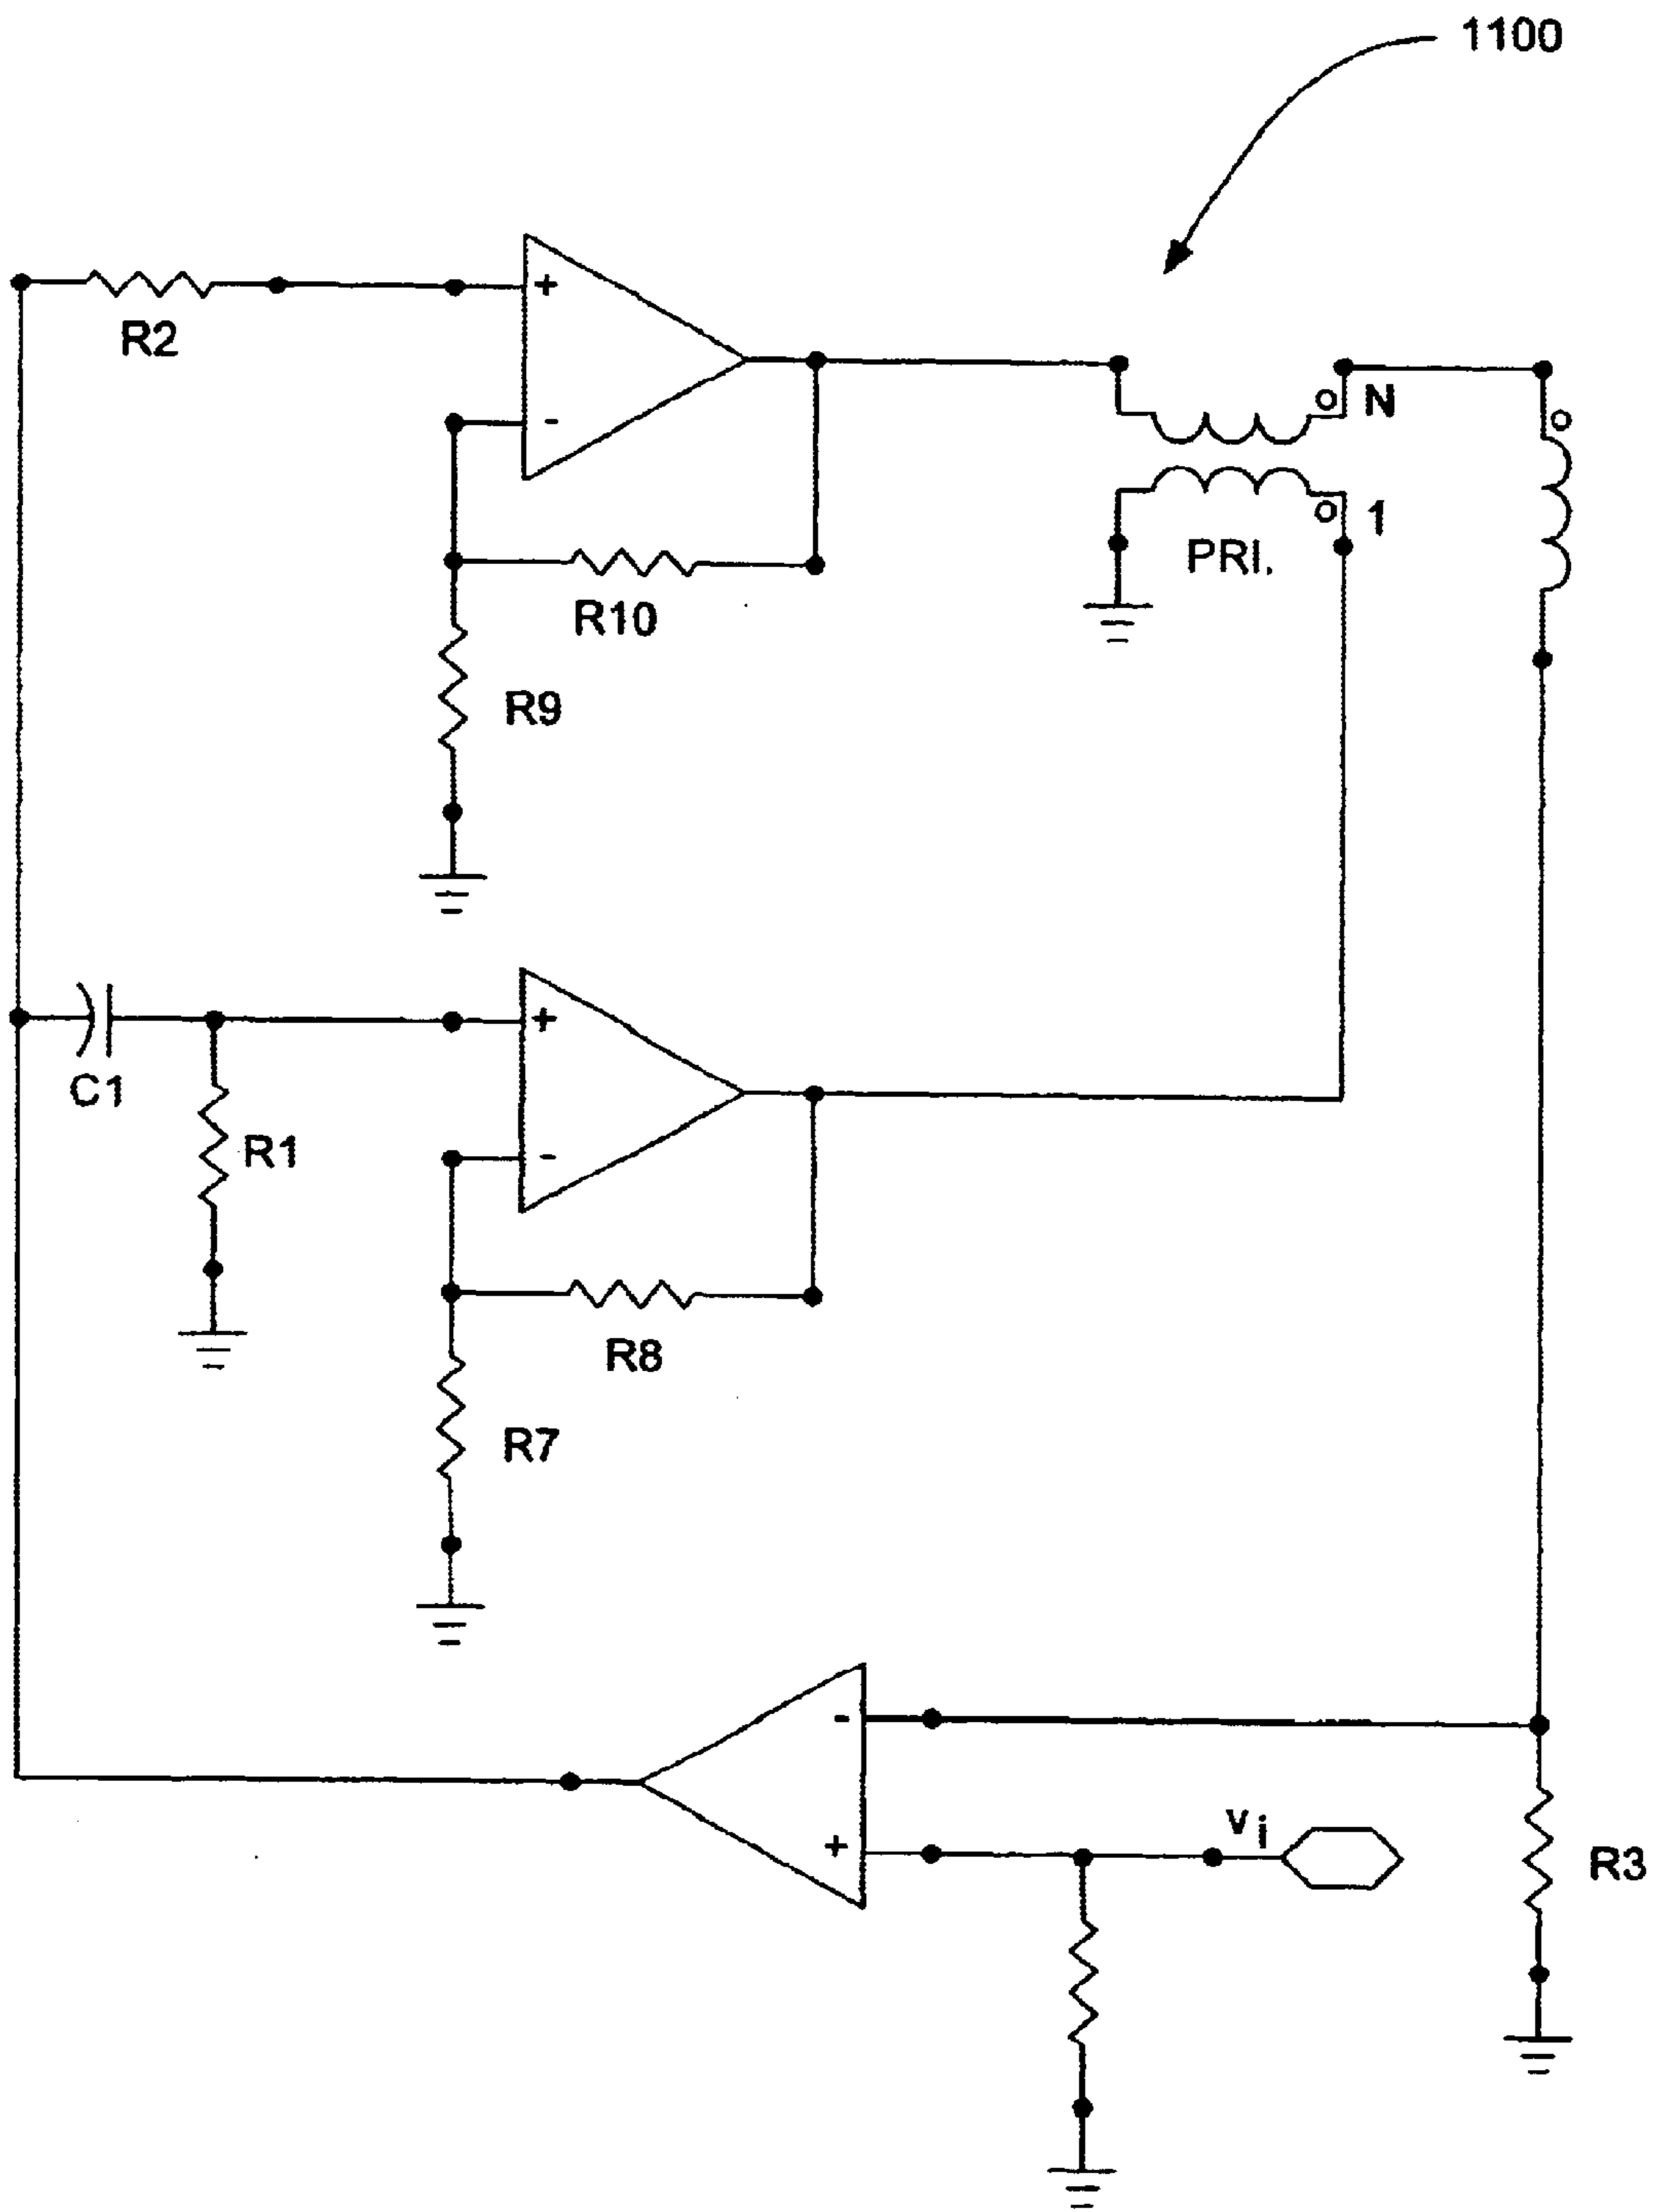 1100
+
R2
N
-
1
PRI.
R10
R9
+
C1
R1
-
R8
R7
-
vi
+
R3